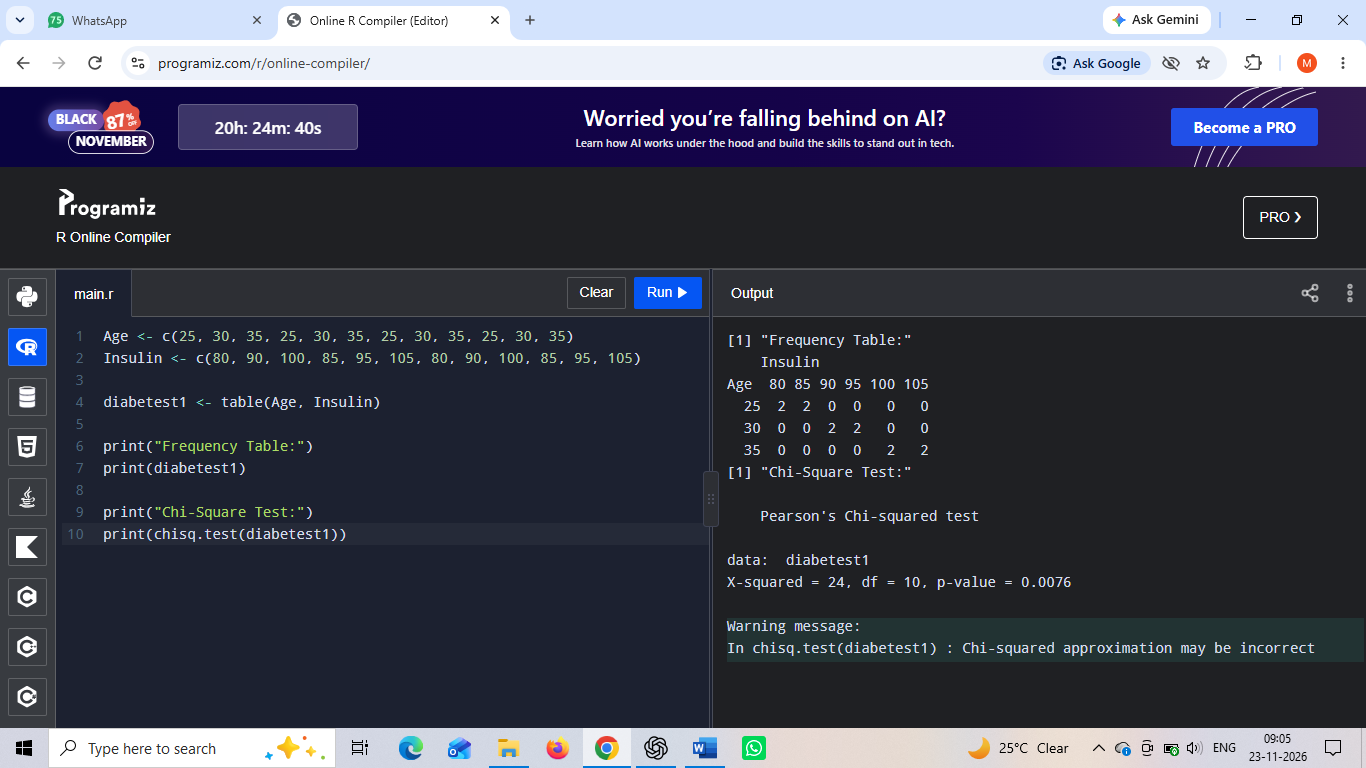 75 WhatsApp
Online R Compiler (Editor)
Ask Gemini
programiz.com/r/online-compiler/
Ask Google
M
BLACK 87% OFF
NOVEMBER
20h: 24m: 40s
Worried you're falling behind on AI?
Learn how AI works under the hood and build the skills to stand out in tech.
Become a PRO
Programiz
R Online Compiler
PRO ❯
main.r
Clear
Run
Output
1 Age <- c(25, 30, 35, 25, 30, 35, 25, 30, 35, 25, 30, 35)
2 Insulin <- c(80, 90, 100, 85, 95, 105, 80, 90, 100, 85, 95, 105)
3
4 diabetest1 <- table(Age, Insulin)
5
6 print("Frequency Table:")
7 print(diabetest1)
8
9 print("Chi-Square Test:")
10 print(chisq.test(diabetest1))
[1] "Frequency Table:"
Insulin
Age 80 85 90 95 100 105
25 2 2 0 0 0 0
30 0 0 2 2 0 0
35 0 0 0 0 2 2
[1] "Chi-Square Test:"
Pearson's Chi-squared test
data: diabetest1
X-squared = 24, df = 10, p-value = 0.0076
Warning message:
In chisq.test(diabetest1) : Chi-squared approximation may be incorrect
Type here to search
25°C Clear
ENG
09:05
23-11-2026